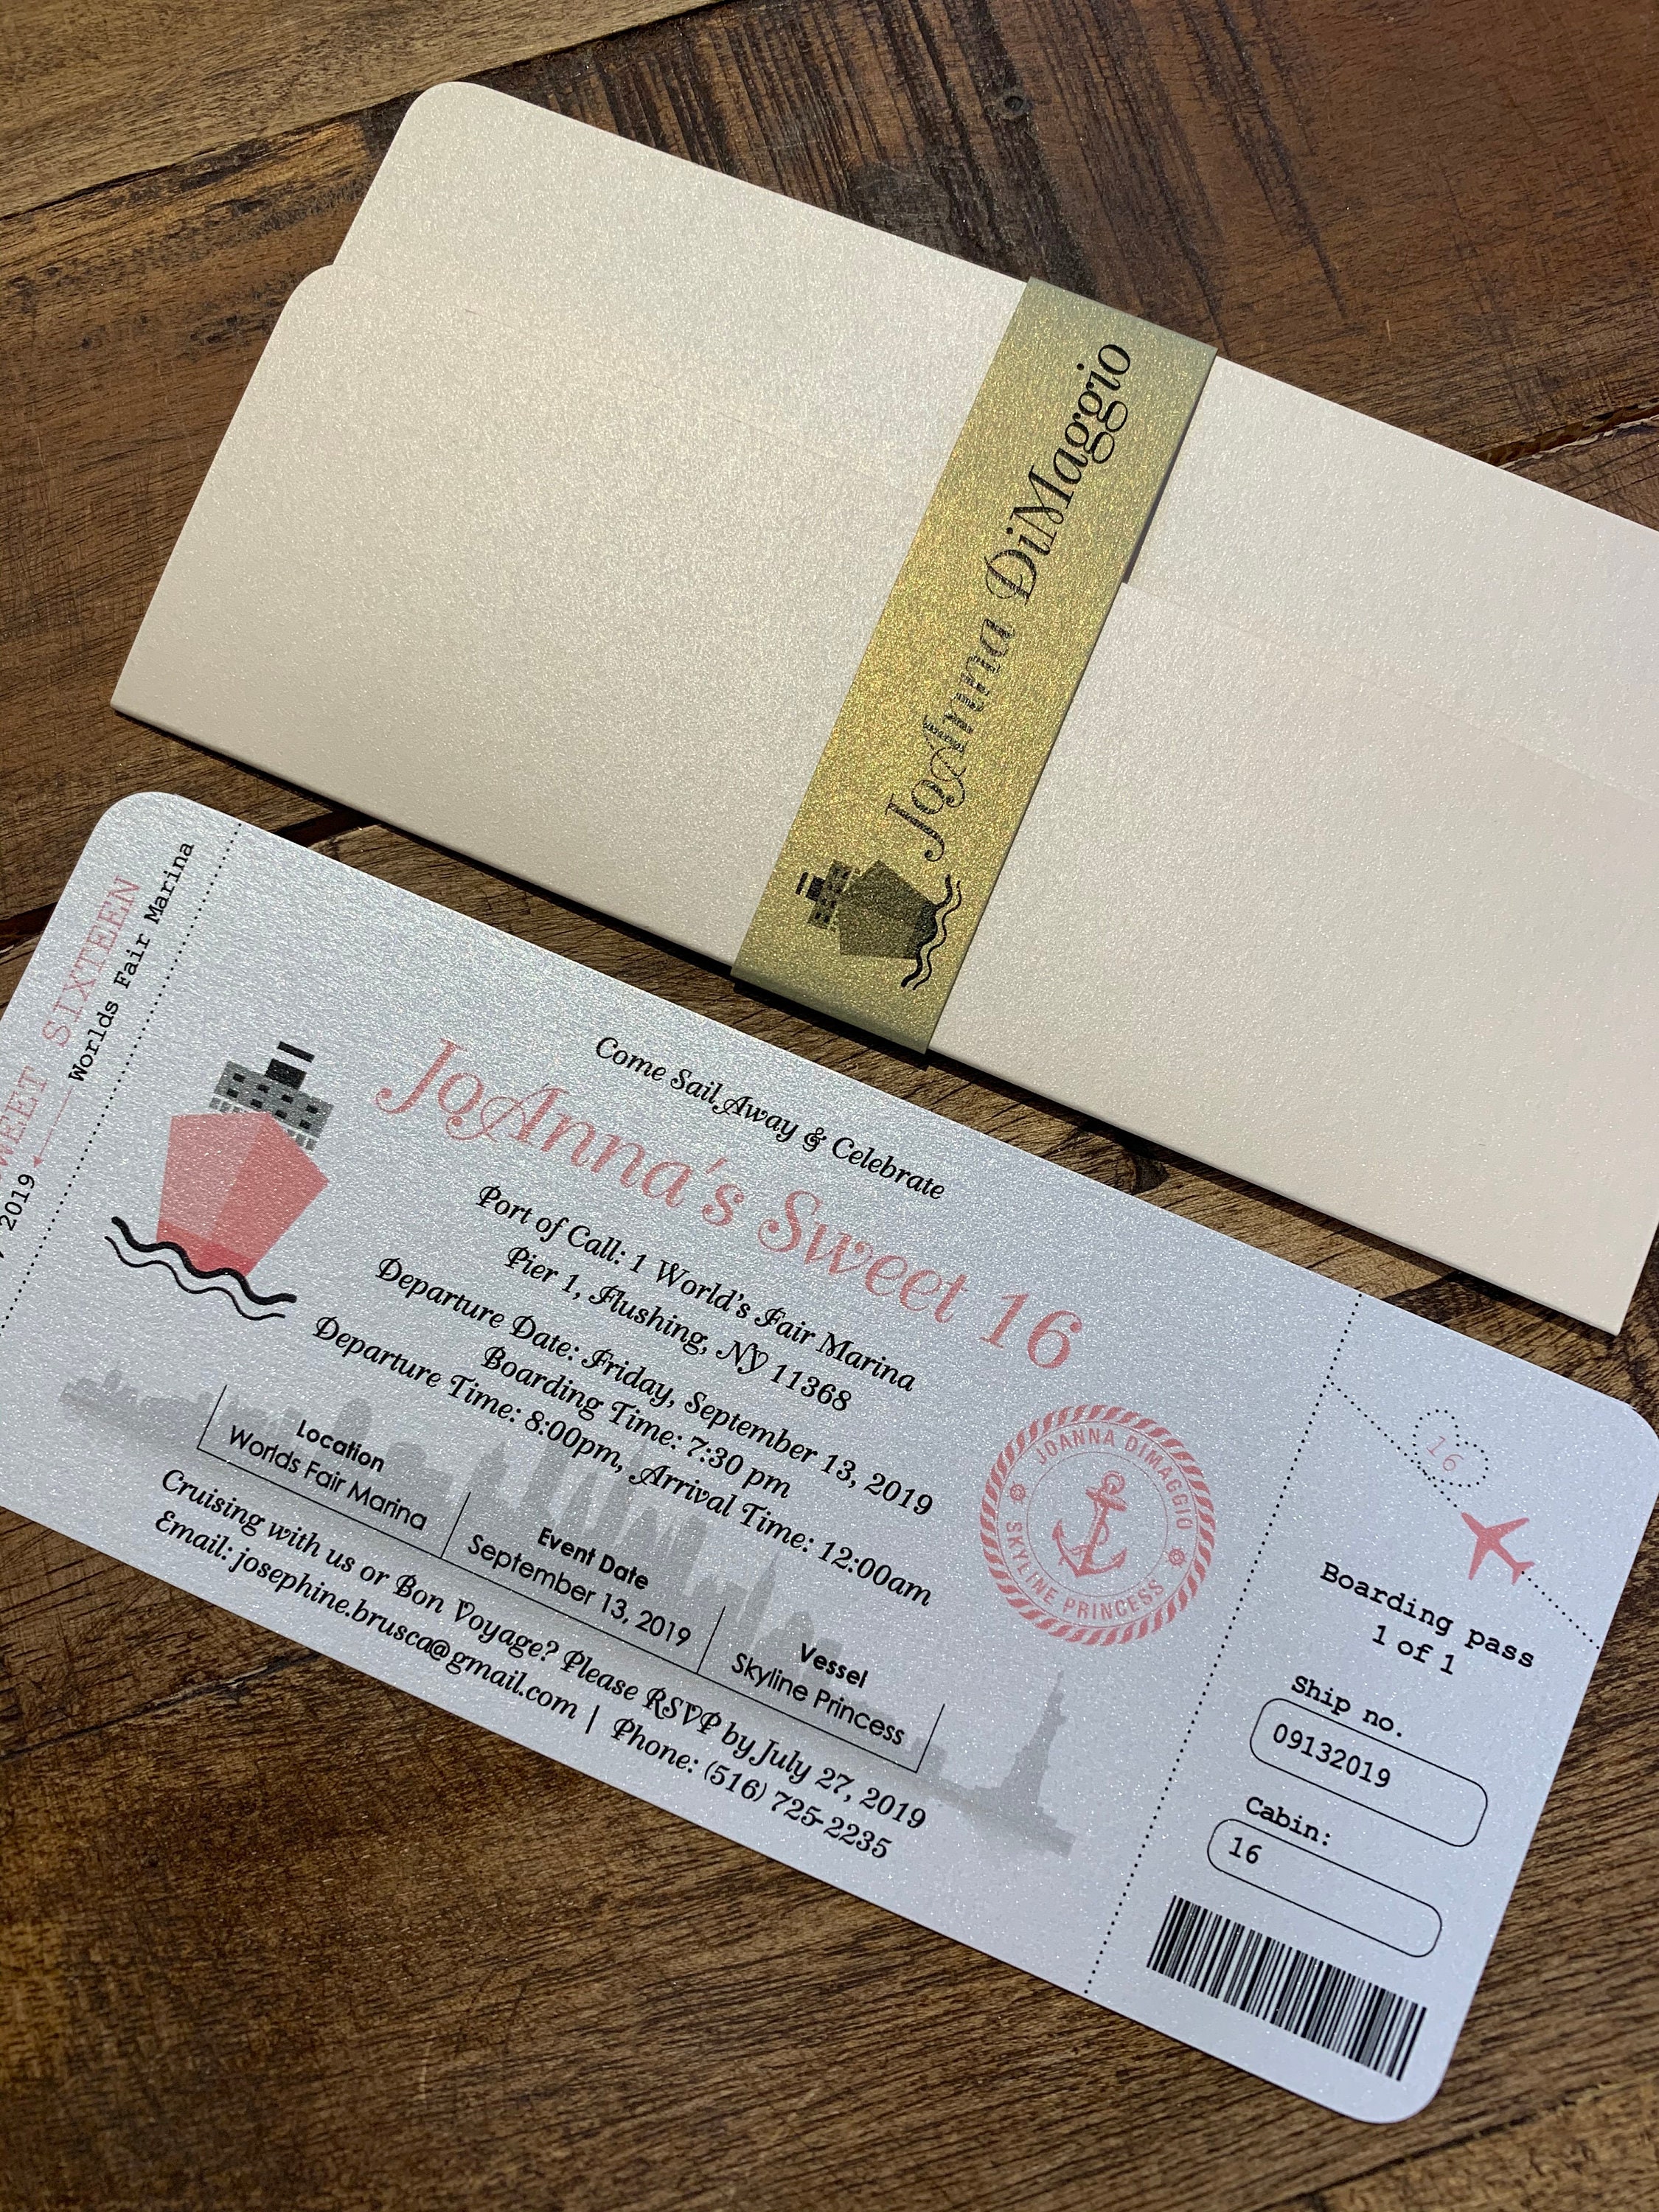 JoAnna DiMaggio
SWEET SIXTEEN
Worlds Fair Marina
2019
Come Sail Away & Celebrate
JoAnna's Sweet 16
Port of Call: 1 World's Fair Marina
Pier 1, Flushing, NY 11368
Departure Date: Friday, September 13, 2019
Boarding Time: 7:30 pm
Departure Time: 8:00pm, Arrival Time: 12:00am
Location
Worlds Fair Marina
Event Date
September 13, 2019
Vessel
Skyline Princess
Cruising with us or Bon Voyage? Please RSVP by July 27, 2019
Email: josephine.brusca@gmail.com | Phone: (516) 725-2235
JOANNA DIMAGGIO
SKYLINE PRINCESS
16
Boarding pass
1 of 1
Ship no.
09132019
Cabin:
16